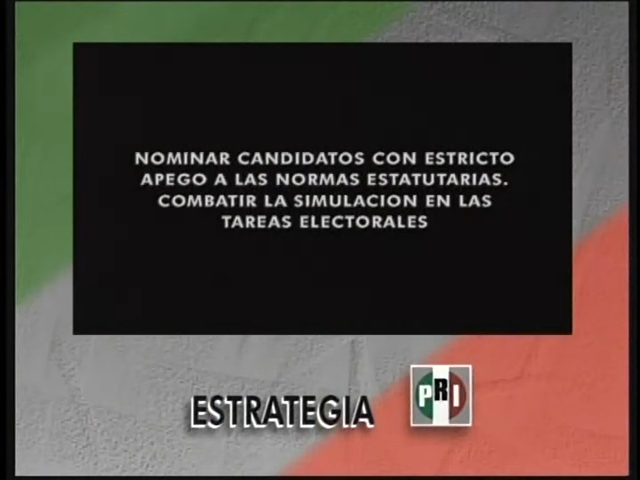 NOMINAR CANDIDATOS CON ESTRICTO
APEGO A LAS NORMAS ESTATUTARIAS.
COMBATIR LA SIMULACION EN LAS
TAREAS ELECTORALES
ESTRATEGIA
PRI